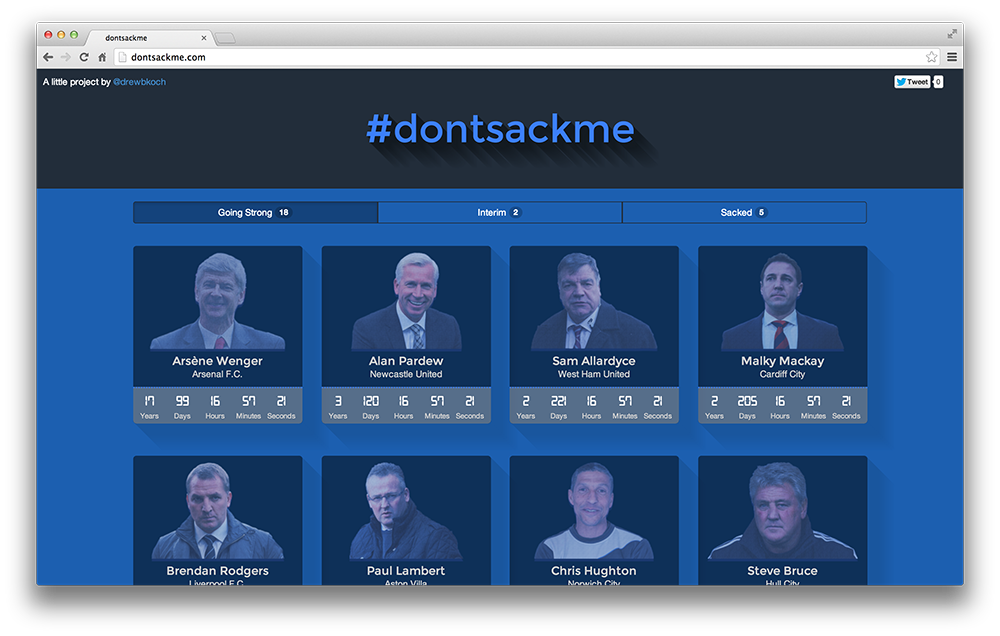 dontsackme
dontsackme.com
A little project by @drewbkoch
Tweet 0
#dontsackme
Going Strong 18
Interim 2
Sacked 5
Arsène Wenger
Arsenal F.C.
17 99 16 57 21
Years Days Hours Minutes Seconds
Alan Pardew
Newcastle United
3 120 16 57 21
Years Days Hours Minutes Seconds
Sam Allardyce
West Ham United
2 221 16 57 21
Years Days Hours Minutes Seconds
Malky Mackay
Cardiff City
2 205 16 57 21
Years Days Hours Minutes Seconds
Brendan Rodgers
Liverpool F.C.
Paul Lambert
Aston Villa
Chris Hughton
Norwich City
Steve Bruce
Hull City